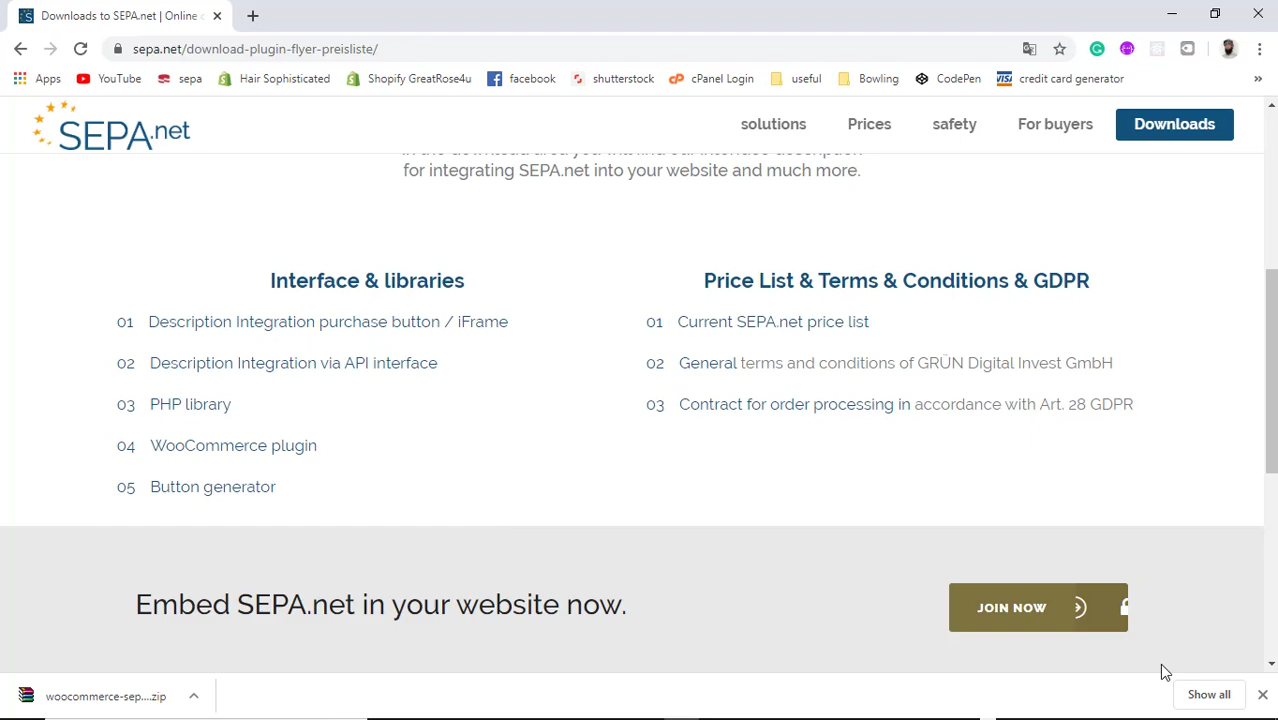 Downloads to SEPA.net | Online
sepa.net/download-plugin-flyer-preisliste/
Apps YouTube sepa Hair Sophisticated Shopify GreatRose4u facebook shutterstock cPanel Login useful Bowling CodePen credit card generator »
SEPA.net solutions Prices safety For buyers Downloads
for integrating SEPA.net into your website and much more.
Interface & libraries
01 Description Integration purchase button / iFrame
02 Description Integration via API interface
03 PHP library
04 WooCommerce plugin
05 Button generator
Price List & Terms & Conditions & GDPR
01 Current SEPA.net price list
02 General terms and conditions of GRÜN Digital Invest GmbH
03 Contract for order processing in accordance with Art. 28 GDPR
Embed SEPA.net in your website now.
JOIN NOW
woocommerce-sep....zip
Show all